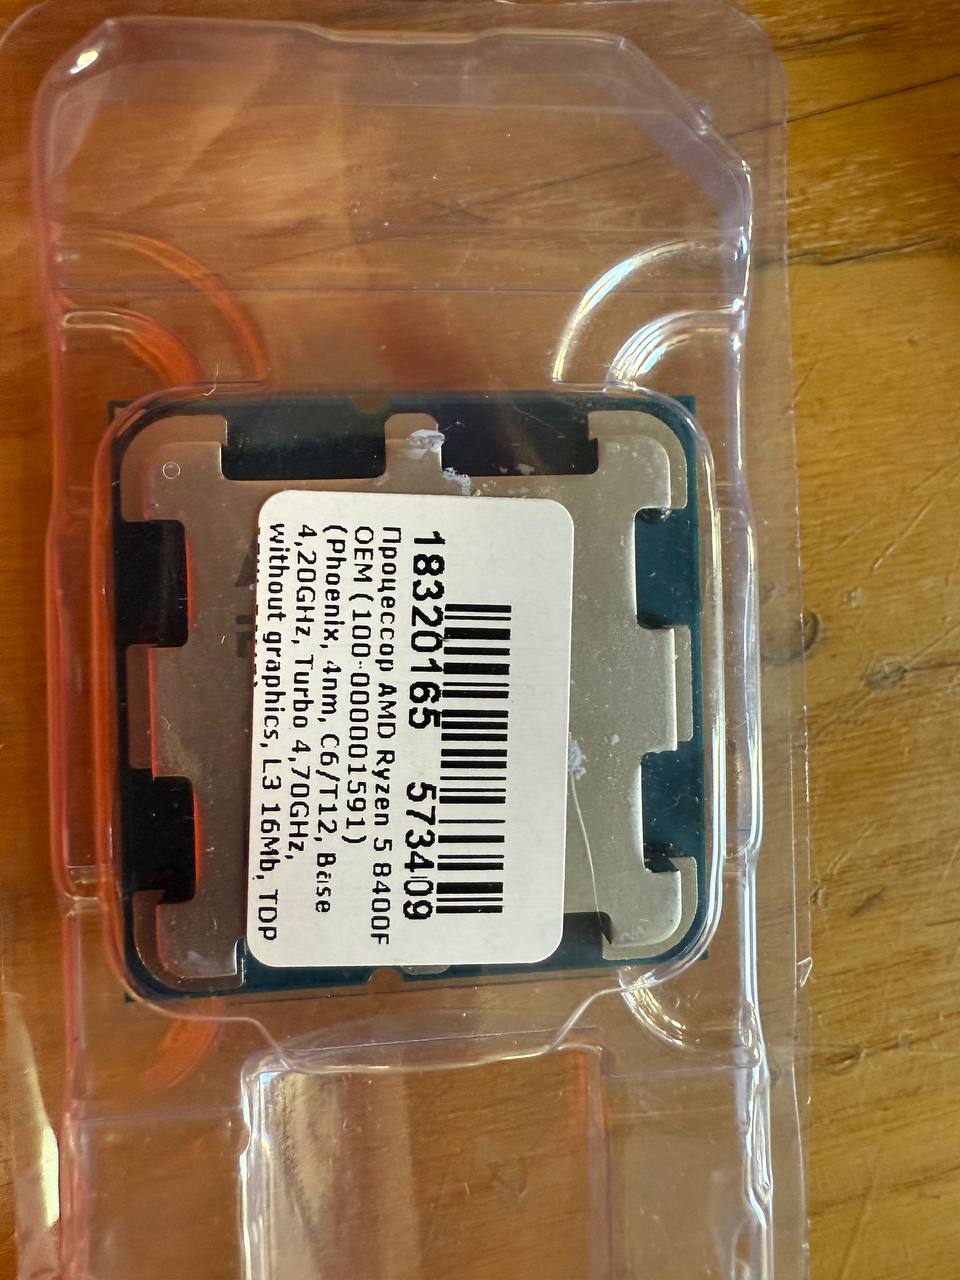 18320165 573409
Процессор AMD Ryzen 5 8400F
OEM (100-000001591)
(Phoenix, 4nm, C6/T12, Base
4,20GHz, Turbo 4,70GHz,
without graphics, L3 16Mb, TDP